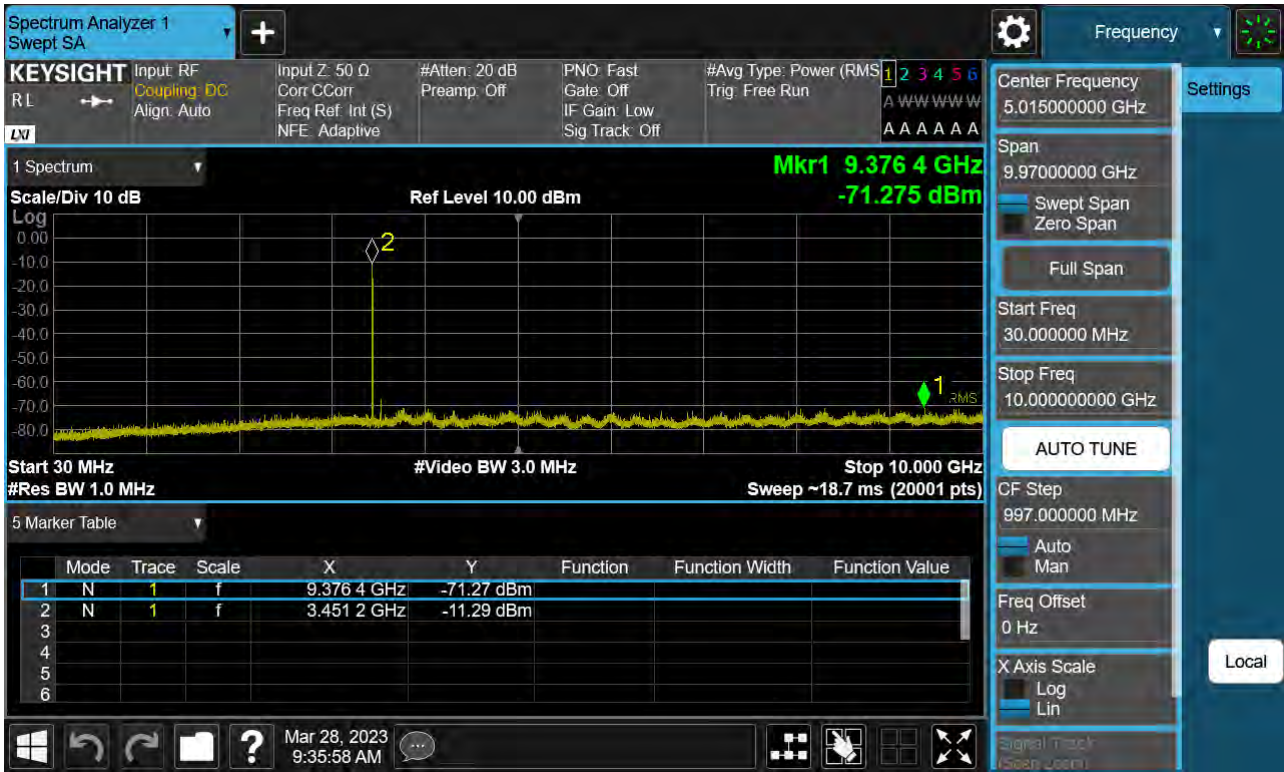 Spectrum Analyzer 1
Swept SA
+
Frequency
KEYSIGHT
RL
LXI
Input: RF
Coupling: DC
Align: Auto
Input Z: 50 Ω
Corr CCorr
Freq Ref: Int (S)
NFE: Adaptive
#Atten: 20 dB
Preamp: Off
PNO: Fast
Gate: Off
IF Gain: Low
Sig Track: Off
#Avg Type: Power (RMS
Trig: Free Run
1 2 3 4 5 6
A W W W W W
A A A A A A
1 Spectrum
Scale/Div 10 dB
Ref Level 10.00 dBm
Mkr1 9.376 4 GHz
-71.275 dBm
Log
0.00
-10.0
-20.0
-30.0
-40.0
-50.0
-60.0
-70.0
-80.0
2
1
RMS
Start 30 MHz
#Video BW 3.0 MHz
Stop 10.000 GHz
#Res BW 1.0 MHz
Sweep ~18.7 ms (20001 pts)
5 Marker Table
Mode Trace Scale X Y Function Function Width Function Value
1 N 1 f 9.376 4 GHz -71.27 dBm
2 N 1 f 3.451 2 GHz -11.29 dBm
3
4
5
6
Center Frequency
5.015000000 GHz
Settings
Span
9.97000000 GHz
Swept Span
Zero Span
Full Span
Start Freq
30.000000 MHz
Stop Freq
10.000000000 GHz
AUTO TUNE
CF Step
997.000000 MHz
Auto
Man
Freq Offset
0 Hz
X Axis Scale
Log
Lin
Signal Track
(Span Zoom)
Local
?
Mar 28, 2023
9:35:58 AM